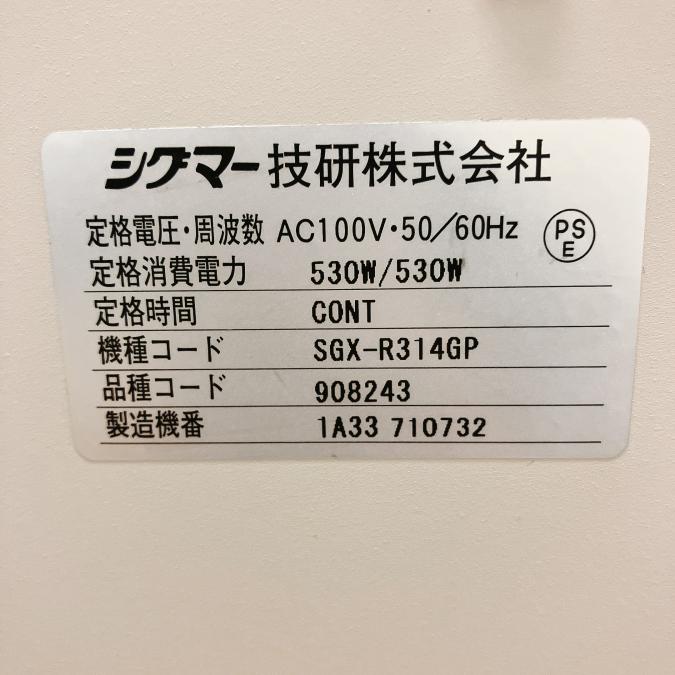 シグマー技研株式会社
定格電圧・周波数 AC100V・50/60Hz PSE
定格消費電力 530W/530W
定格時間 CONT
機種コード SGX-R314GP
品種コード 908243
製造機番 1A33 710732